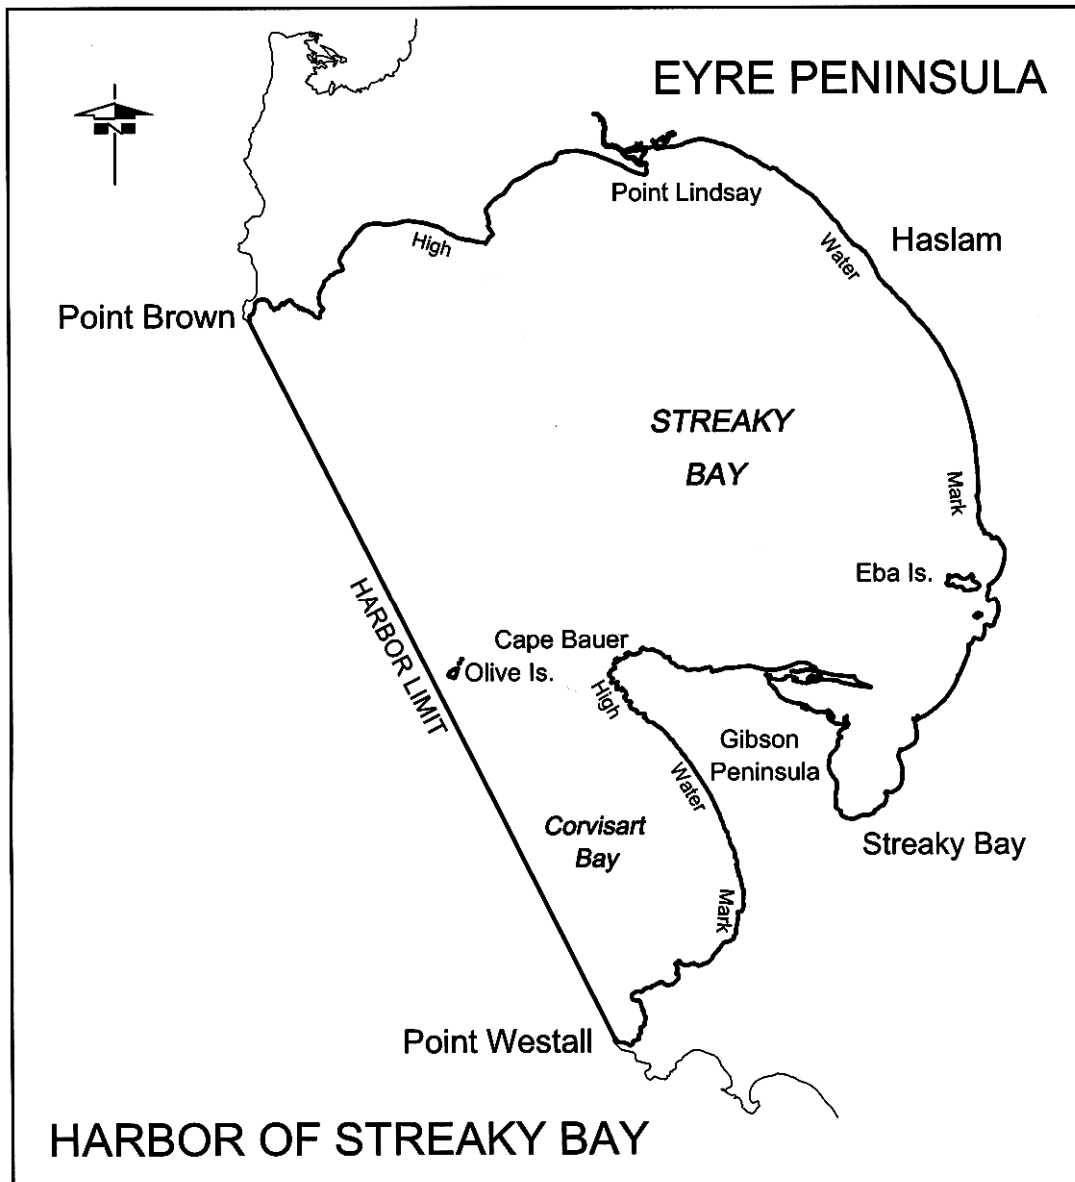 EYRE PENINSULA
N
Point Lindsay
High
Water
Haslam
Point Brown
STREAKY
BAY
Mark
Eba Is.
HARBOR LIMIT
Cape Bauer
Olive Is.
High
Gibson
Peninsula
Water
Corvisart
Bay
Streaky Bay
Mark
Point Westall
HARBOR OF STREAKY BAY